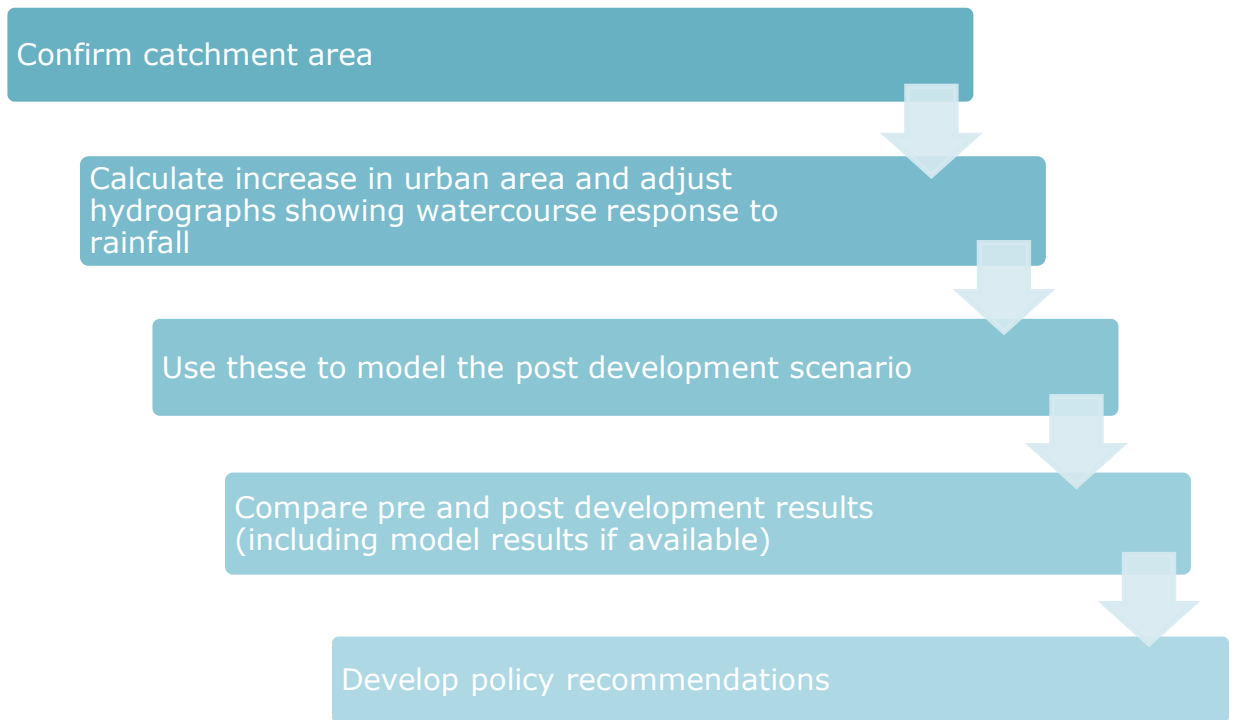 Confirm catchment area
Calculate increase in urban area and adjust
hydrographs showing watercourse response to
rainfall
Use these to model the post development scenario
Compare pre and post development results
(including model results if available)
Develop policy recommendations